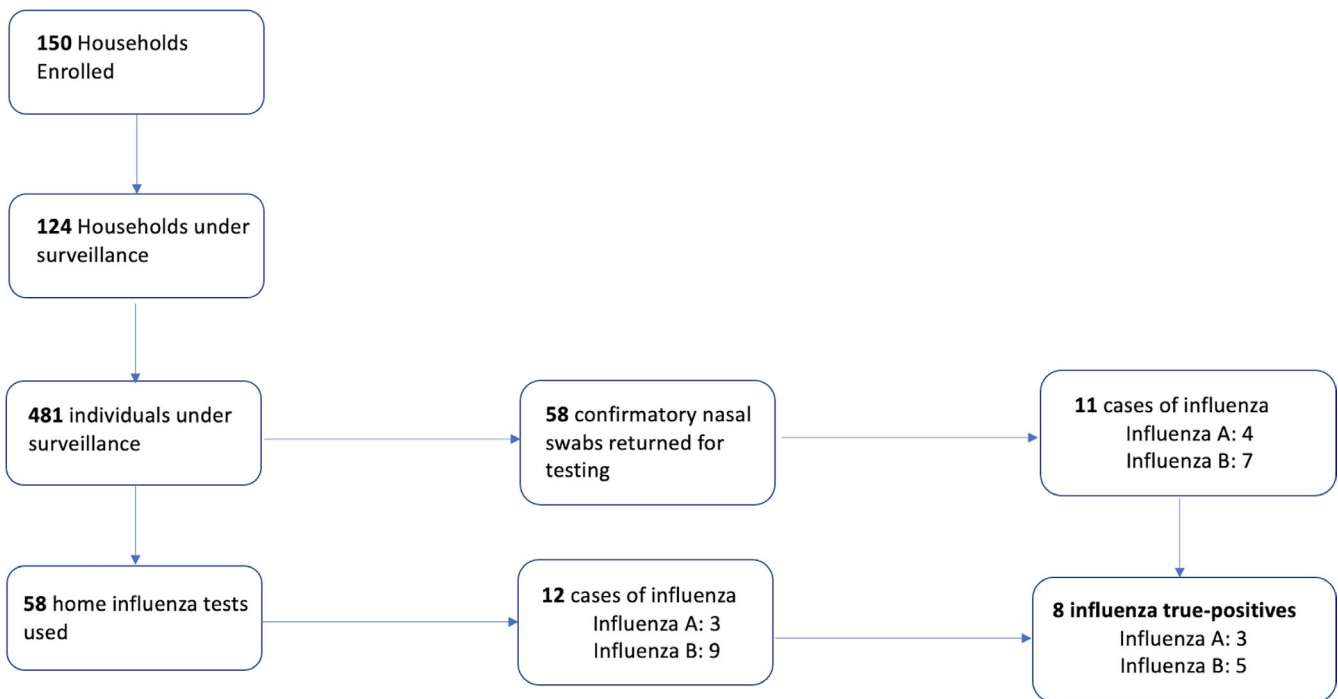 150 Households
Enrolled
124 Households under
surveillance
481 individuals under
surveillance
58 confirmatory nasal
swabs returned for
testing
11 cases of influenza
Influenza A: 4
Influenza B: 7
58 home influenza tests
used
12 cases of influenza
Influenza A: 3
Influenza B: 9
8 influenza true-positives
Influenza A: 3
Influenza B: 5